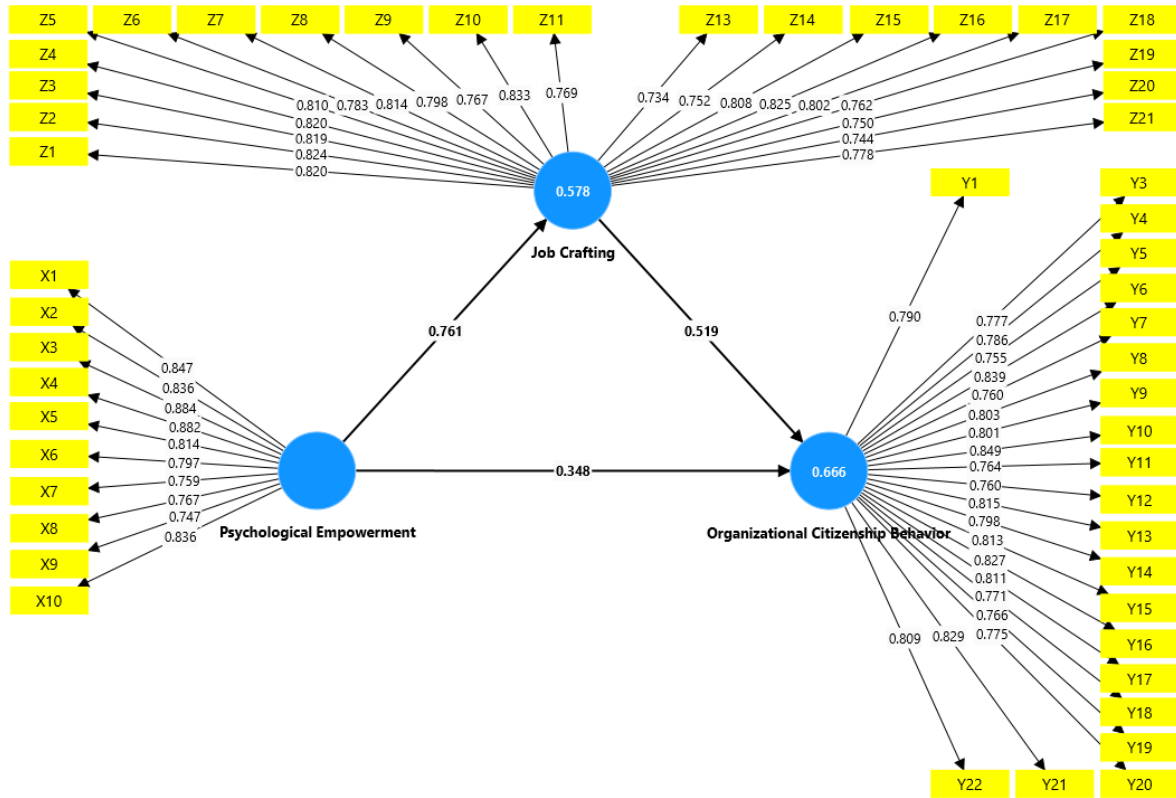 Z5 Z6 Z7 Z8 Z9 Z10 Z11 Z13 Z14 Z15 Z16 Z17 Z18
Z4 Z19
Z3 Z20
Z2 Z21
Z1
0.810 0.783 0.814 0.798 0.767 0.833 0.769 0.734 0.752 0.808 0.825 0.802 0.762
0.820 0.750
0.819 0.744
0.824 0.778
0.820
0.578
Job Crafting
Y1 Y3
Y4
Y5
Y6
Y7
Y8
Y9
Y10
Y11
Y12
Y13
Y14
Y15
Y16
Y17
Y18
Y19
Y22 Y21 Y20
0.790
0.777
0.786
0.755
0.839
0.760
0.803
0.801
0.849
0.764
0.760
0.815
0.798
0.813
0.827
0.811
0.771
0.766
0.775
0.809 0.829
X1
X2
X3
X4
X5
X6
X7
X8
X9
X10
0.847
0.836
0.884
0.882
0.814
0.797
0.759
0.767
0.747
0.836
0.761
0.519
0.348
0.666
Psychological Empowerment
Organizational Citizenship Behavior